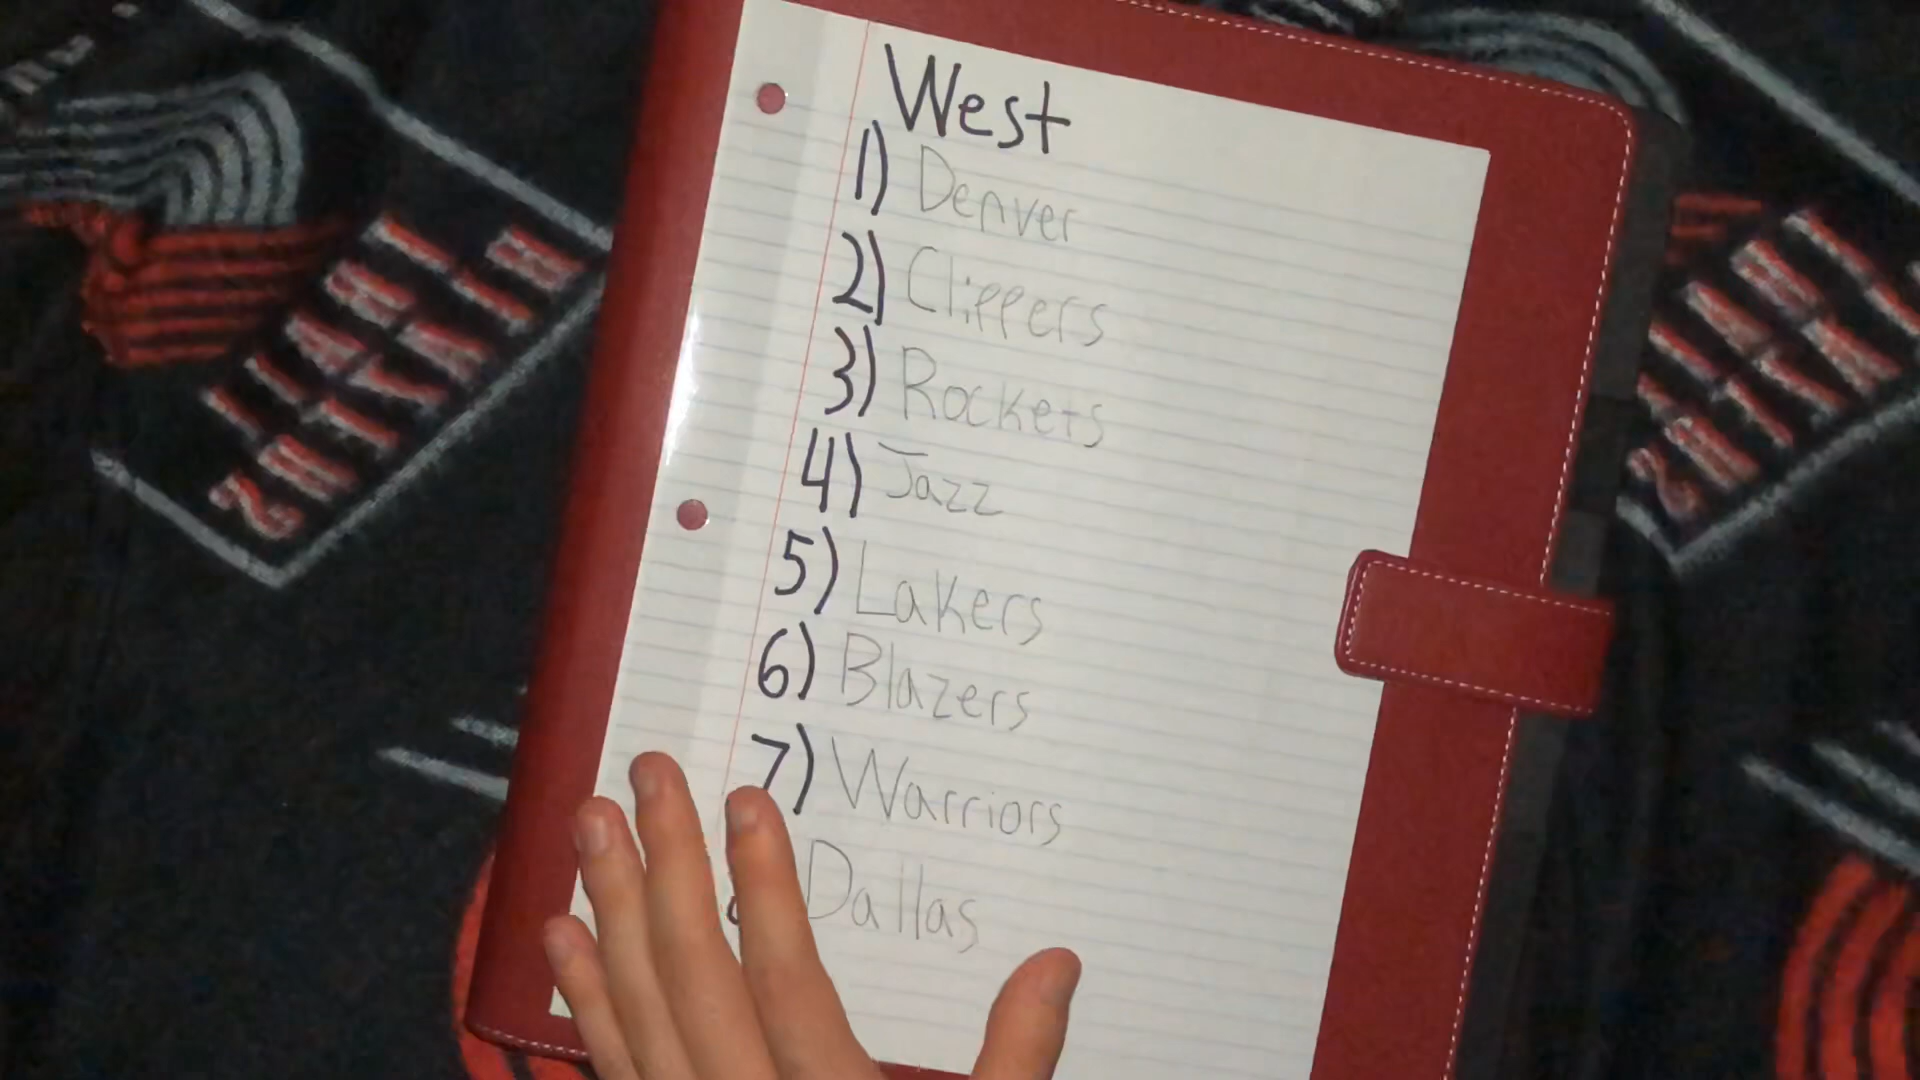 West
1) Denver
2) Clippers
3) Rockets
4) Jazz
5) Lakers
6) Blazers
7) Warriors
Dallas